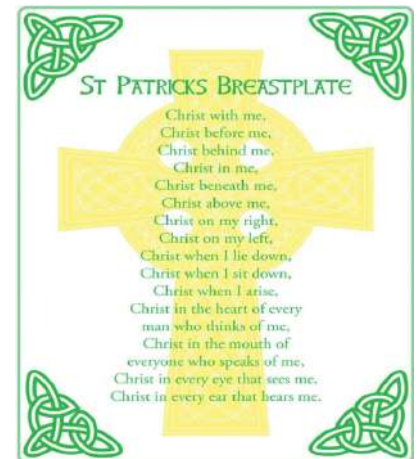 ST PATRICKS BREASTPLATE
Christ with me,
Christ before me,
Christ behind me,
Christ in me,
Christ beneath me,
Christ above me,
Christ on my right,
Christ on my left,
Christ when I lie down,
Christ when I sit down,
Christ when I arise,
Christ in the heart of every
man who thinks of me,
Christ in the mouth of
everyone who speaks of me,
Christ in every eye that sees me,
Christ in every ear that hears me.